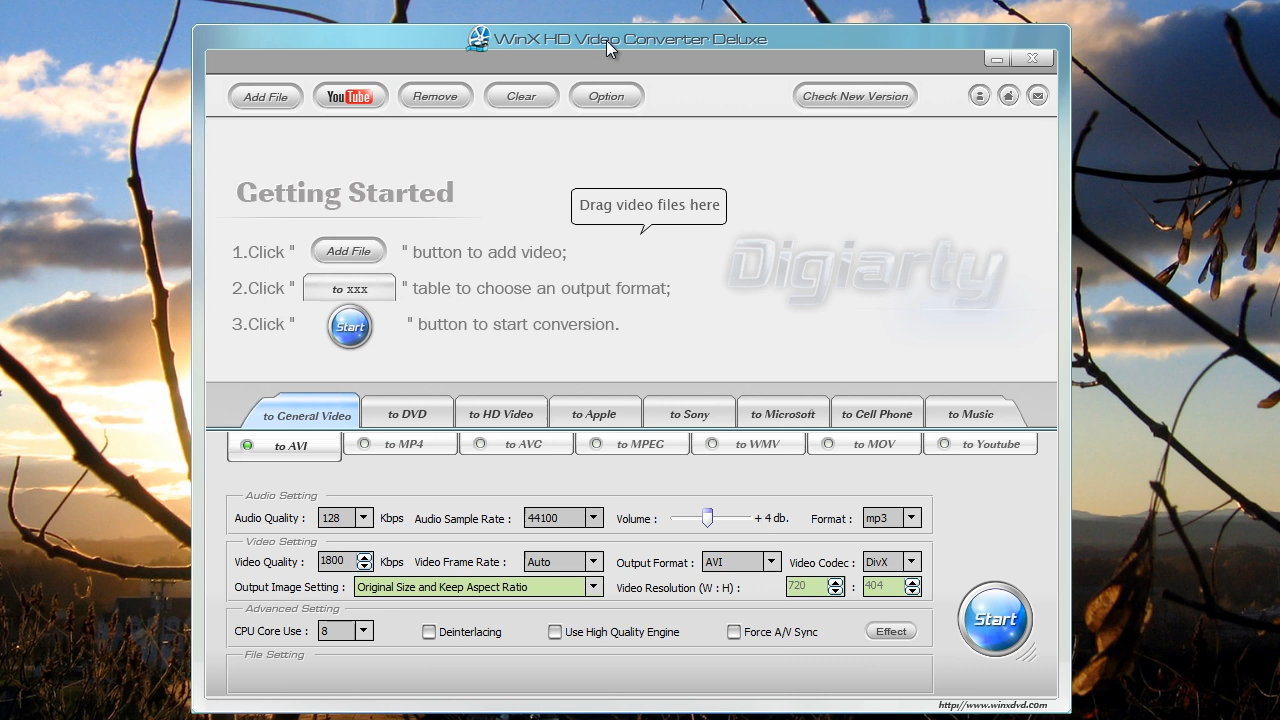 WinX HD Video Converter Deluxe
Add File YouTube Remove Clear Option Check New Version
Getting Started
Drag video files here
1.Click " Add File " button to add video;
2.Click " to xxx " table to choose an output format;
3.Click " Start " button to start conversion.
Digiarty
to General Video to DVD to HD Video to Apple to Sony to Microsoft to Cell Phone to Music
to AVI to MP4 to AVC to MPEG to WMV to MOV to Youtube
Audio Setting
Audio Quality : 128 Kbps Audio Sample Rate : 44100 Volume : + 4 db. Format : mp3
Video Setting
Video Quality : 1800 Kbps Video Frame Rate : Auto Output Format : AVI Video Codec : DivX
Output Image Setting : Original Size and Keep Aspect Ratio Video Resolution (W : H) : 720 : 404
Advanced Setting
CPU Core Use : 8 Deinterlacing Use High Quality Engine Force A/V Sync Effect
Start
File Setting
http://www.winxdvd.com